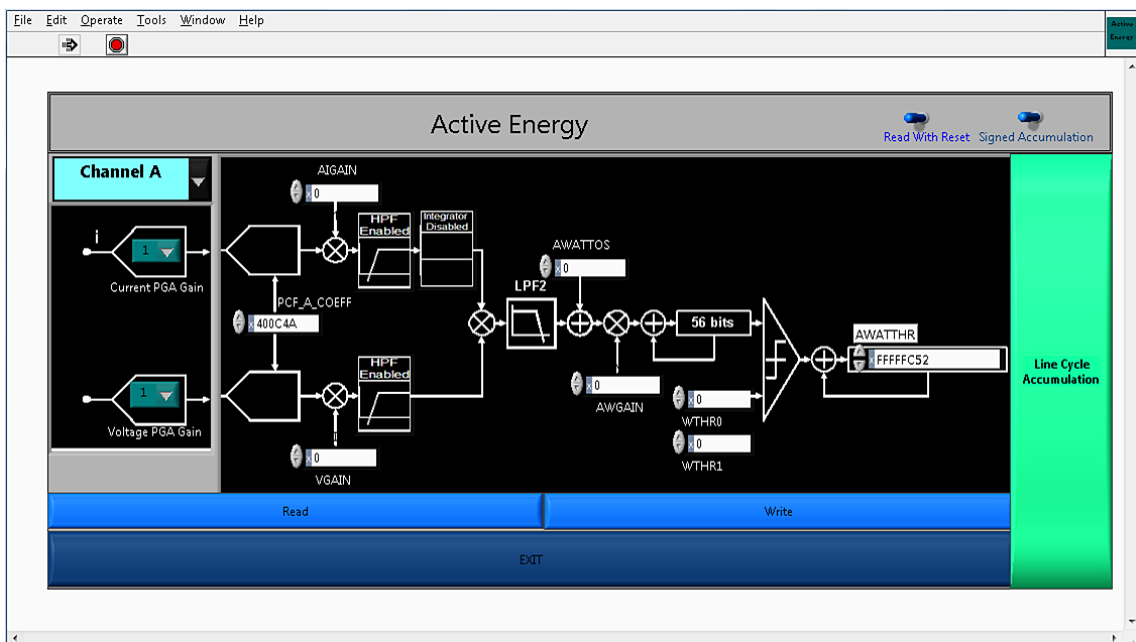 File Edit Operate Tools Window Help
Active
Energy
Active Energy
Read With Reset Signed Accumulation
Channel A
AIGAIN
x 0
HPF
Enabled
Integrator
Disabled
i
1
Current PGA Gain
AWATTOS
x 0
LPF2
PCF_A_COEFF
x 400C4A
56 bits
AWATTHR
x FFFFFC52
Line Cycle
Accumulation
HPF
Enabled
1
Voltage PGA Gain
x 0
AWGAIN
x 0
WTHR0
x 0
WTHR1
x 0
VGAIN
Read Write
EXIT